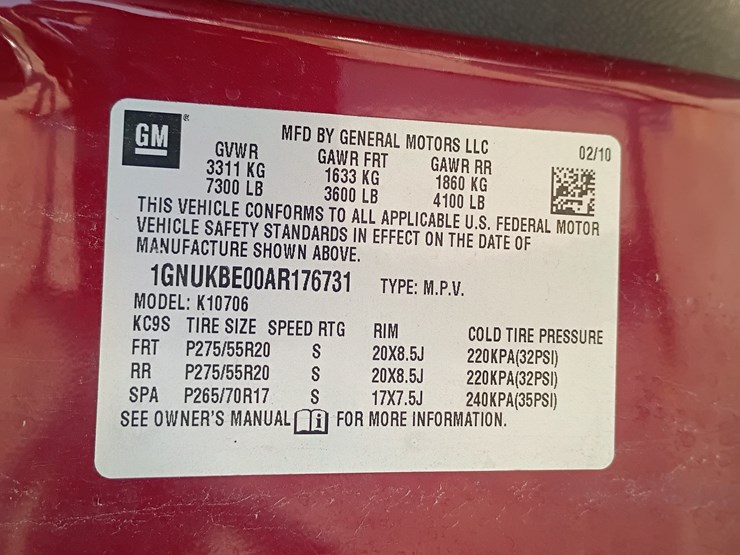 GM ®
MFD BY GENERAL MOTORS LLC 02/10
GVWR GAWR FRT GAWR RR
3311 KG 1633 KG 1860 KG
7300 LB 3600 LB 4100 LB
THIS VEHICLE CONFORMS TO ALL APPLICABLE U.S. FEDERAL MOTOR
VEHICLE SAFETY STANDARDS IN EFFECT ON THE DATE OF
MANUFACTURE SHOWN ABOVE.
1GNUKBE00AR176731 TYPE: M.P.V.
MODEL: K10706
KC9S TIRE SIZE SPEED RTG RIM COLD TIRE PRESSURE
FRT P275/55R20 S 20X8.5J 220KPA(32PSI)
RR P275/55R20 S 20X8.5J 220KPA(32PSI)
SPA P265/70R17 S 17X7.5J 240KPA(35PSI)
SEE OWNER'S MANUAL i FOR MORE INFORMATION.